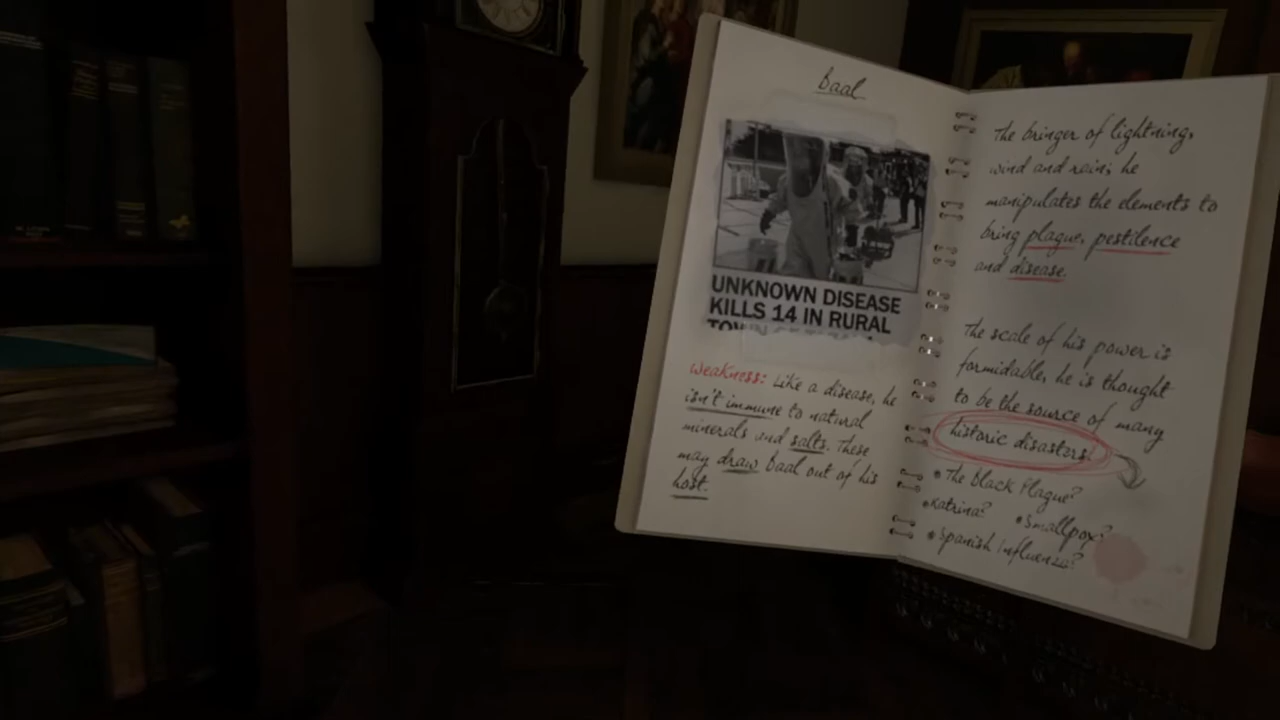 Baal
UNKNOWN DISEASE
KILLS 14 IN RURAL
TOWN
Weakness: Like a disease, he
isn't immune to natural
minerals and salts. These
may draw Baal out of his
host.
The bringer of lightning,
wind and rain; he
manipulates the elements to
bring plague, pestilence
and disease.
The scale of his power is
formidable, he is thought
to be the source of many
historic disasters!
• The Black Plague?
• Katrina? • Smallpox?
• Spanish Influenza?